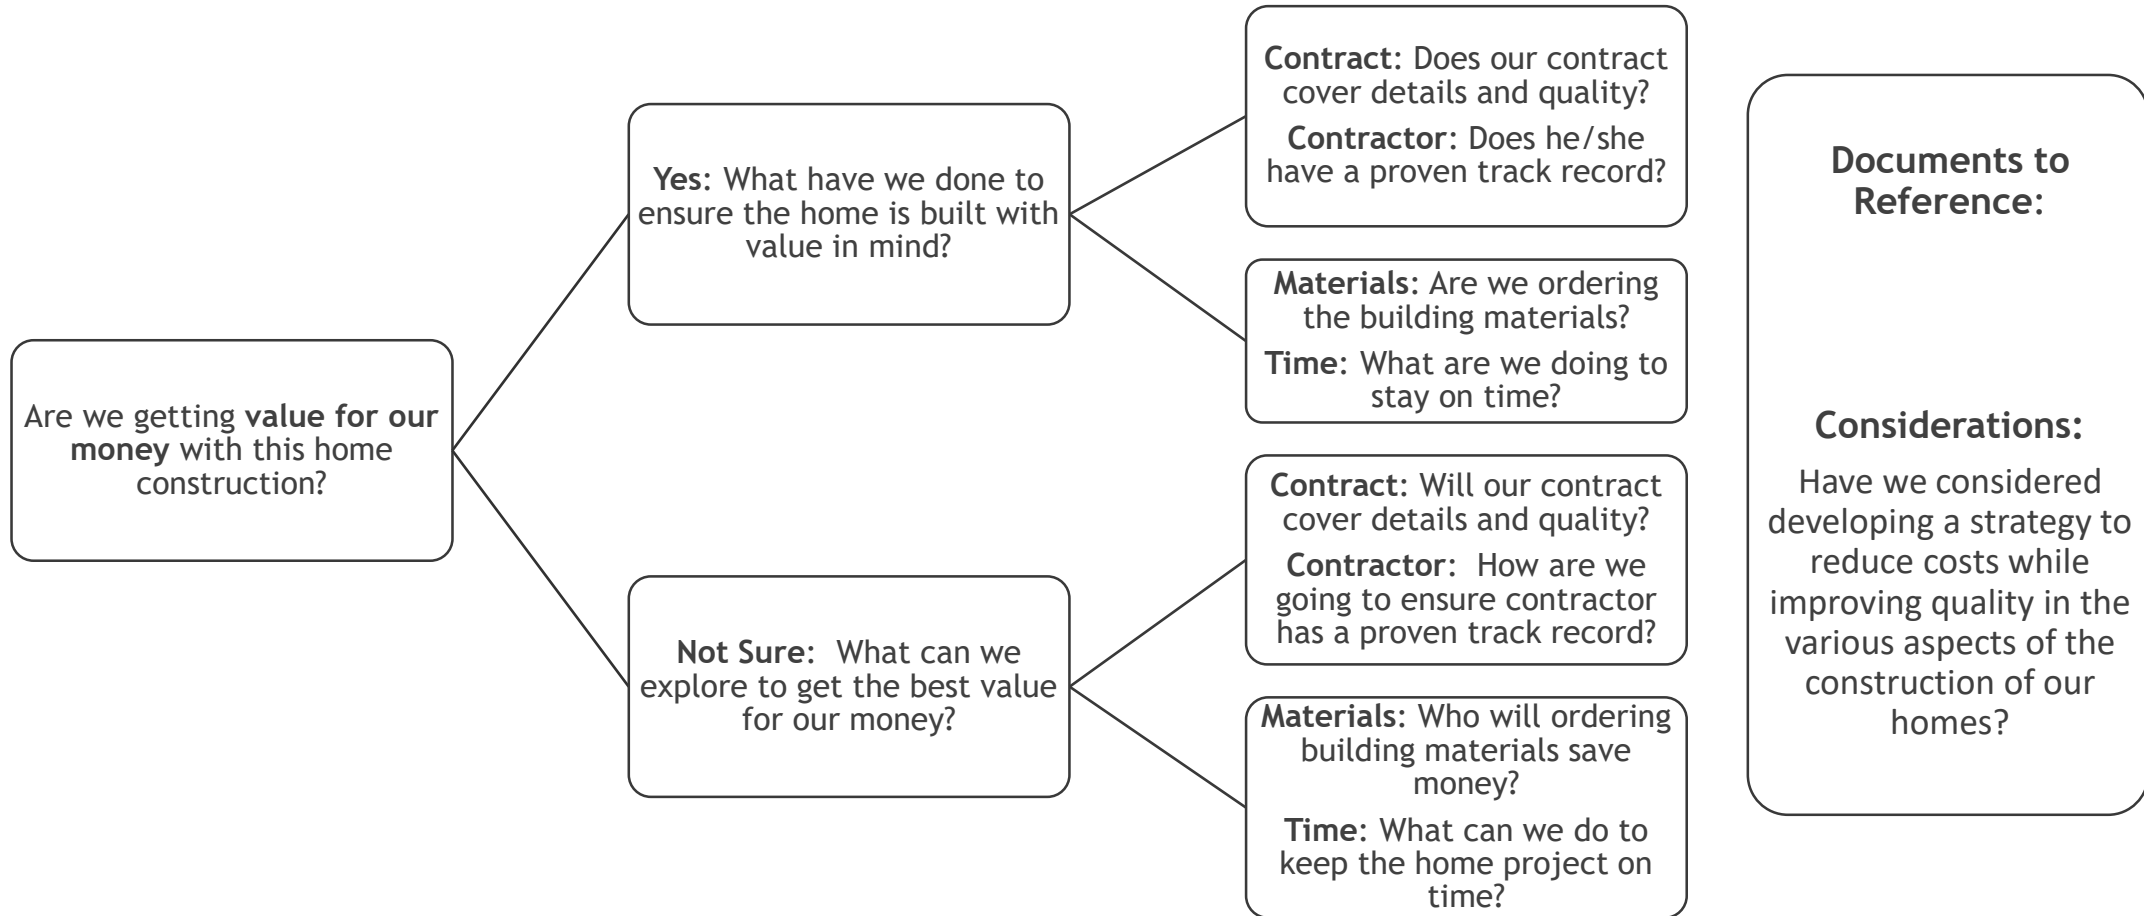 Are we getting value for our
money with this home
construction?
Yes: What have we done to
ensure the home is built with
value in mind?
Contract: Does our contract
cover details and quality?
Contractor: Does he/she
have a proven track record?
Materials: Are we ordering
the building materials?
Time: What are we doing to
stay on time?
Not Sure:  What can we
explore to get the best value
for our money?
Contract: Will our contract
cover details and quality?
Contractor:  How are we
going to ensure contractor
has a proven track record?
Materials: Who will ordering
building materials save
money?
Time: What can we do to
keep the home project on
time?
Documents to
Reference:
Considerations:
Have we considered
developing a strategy to
reduce costs while
improving quality in the
various aspects of the
construction of our
homes?